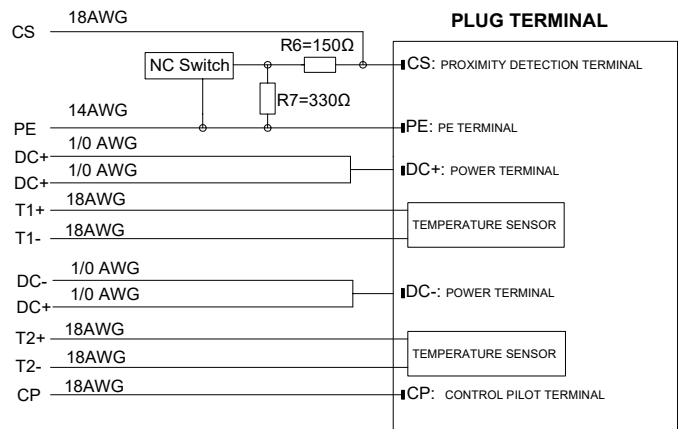 PLUG TERMINAL
CS 18AWG
R6=150Ω
NC Switch
CS: PROXIMITY DETECTION TERMINAL
R7=330Ω
PE 14AWG
PE: PE TERMINAL
DC+ 1/0 AWG
DC+ 1/0 AWG
DC+: POWER TERMINAL
T1+ 18AWG
TEMPERATURE SENSOR
T1- 18AWG
DC- 1/0 AWG
DC+ 1/0 AWG
DC-: POWER TERMINAL
T2+ 18AWG
TEMPERATURE SENSOR
T2- 18AWG
CP 18AWG
CP: CONTROL PILOT TERMINAL